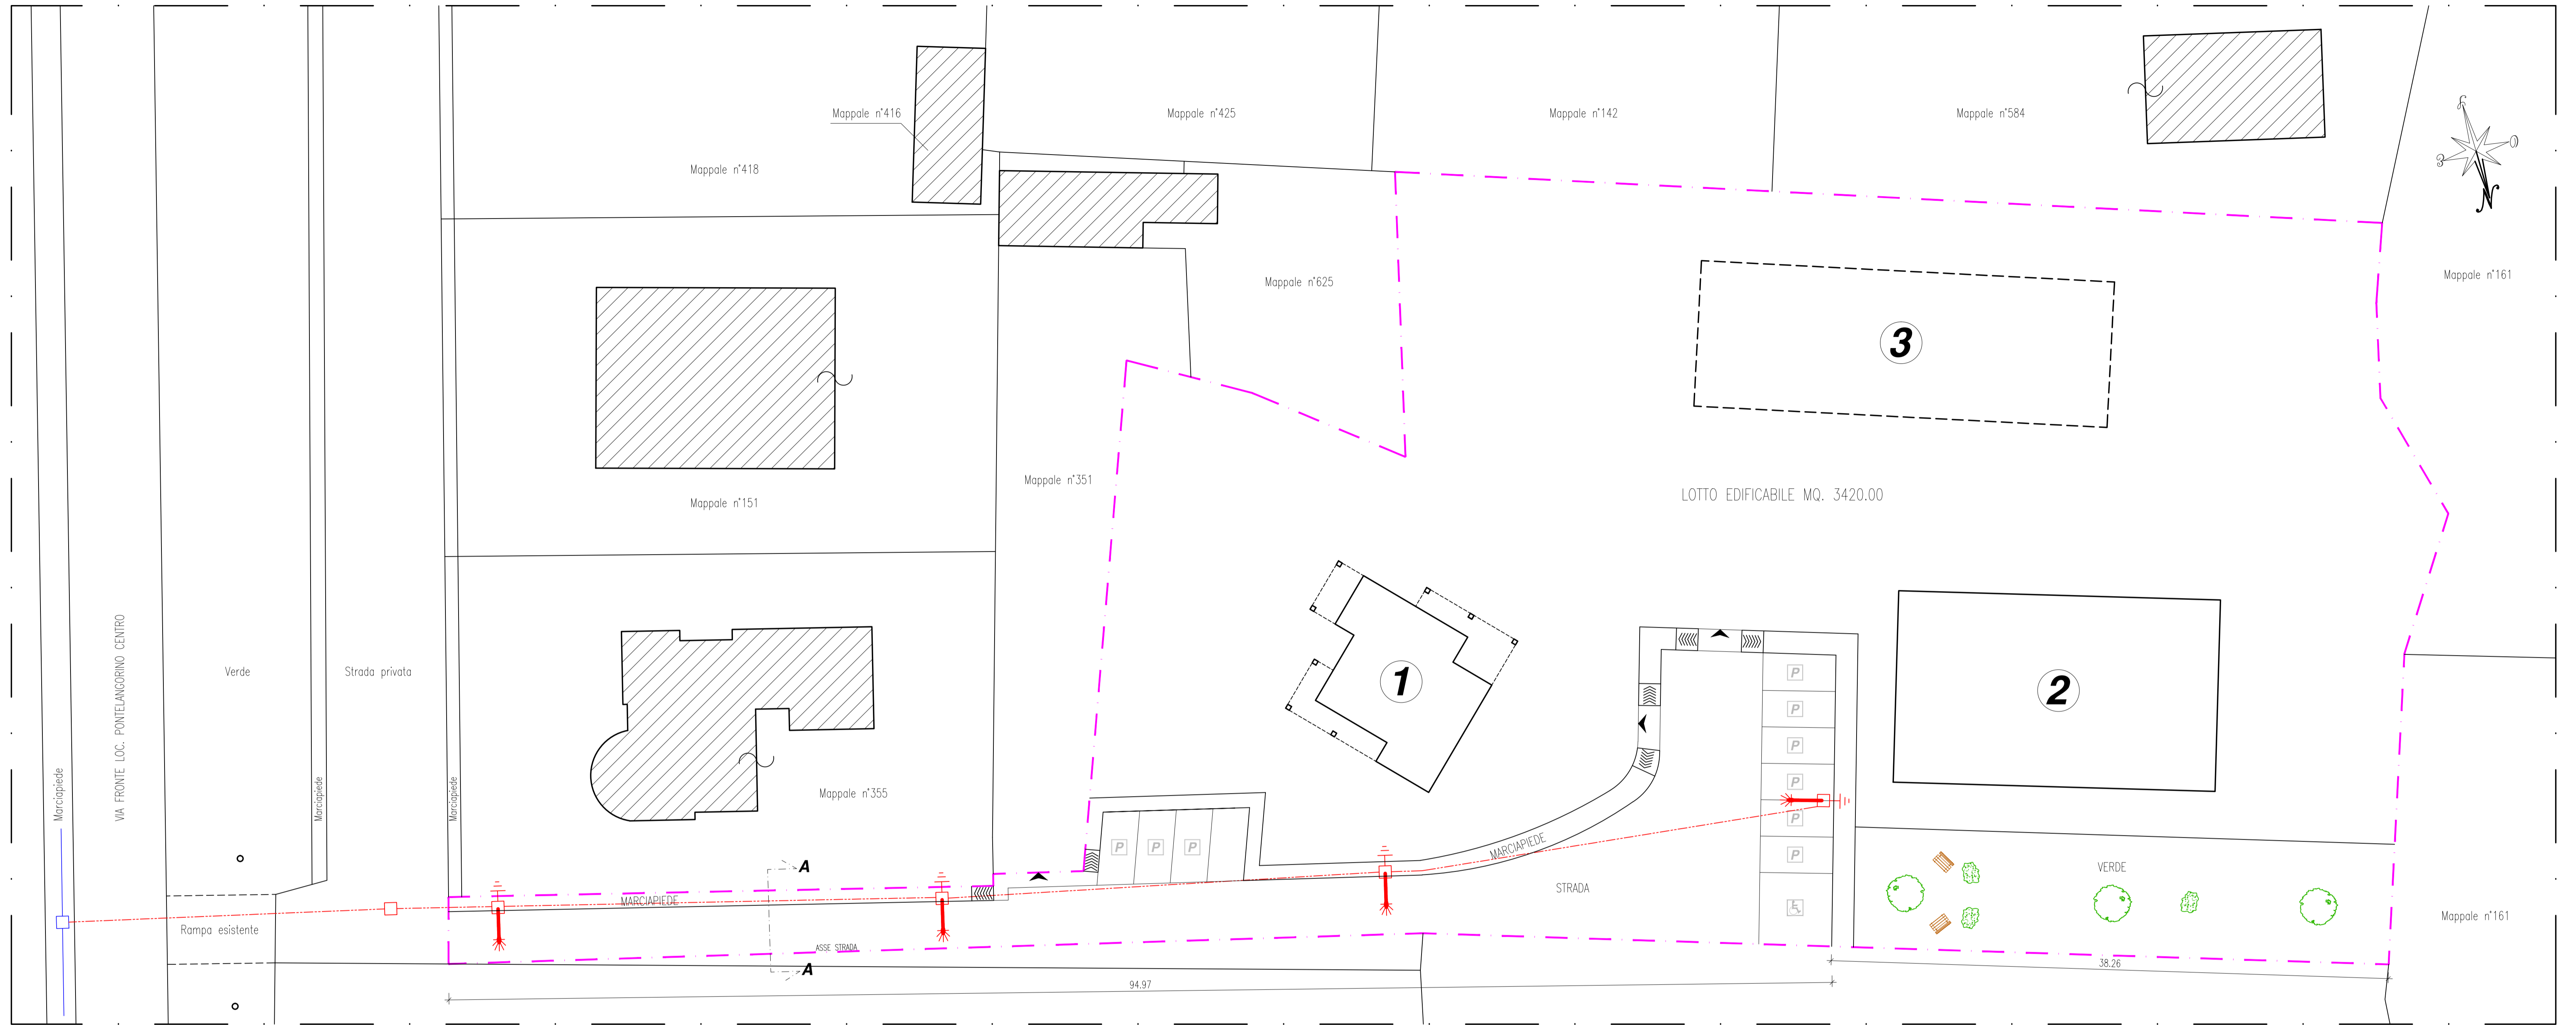 Mappale n°416
Mappale n°425
Mappale n°142
Mappale n°584
Mappale n°418
E
O
N
Mappale n°625
Mappale n°161
3
Mappale n°351
LOTTO EDIFICABILE MQ. 3420.00
Mappale n°151
VIA FRONTE LOC. PONTELANGORINO CENTRO
Verde
Strada privata
1
2
P
P
P
P
P
P
Marciapiede
Marciapiede
Marciapiede
Mappale n°355
P
P
P
MARCIAPIEDE
A
VERDE
STRADA
MARCIAPIEDE
Mappale n°161
Rampa esistente
ASSE STRADA
A
38.26
94.97